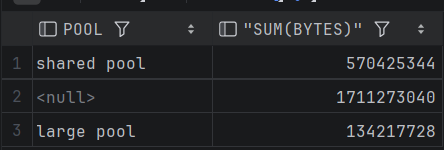 POOL "SUM(BYTES)"
1 shared pool 570425344
2 <null> 1711273040
3 large pool 134217728